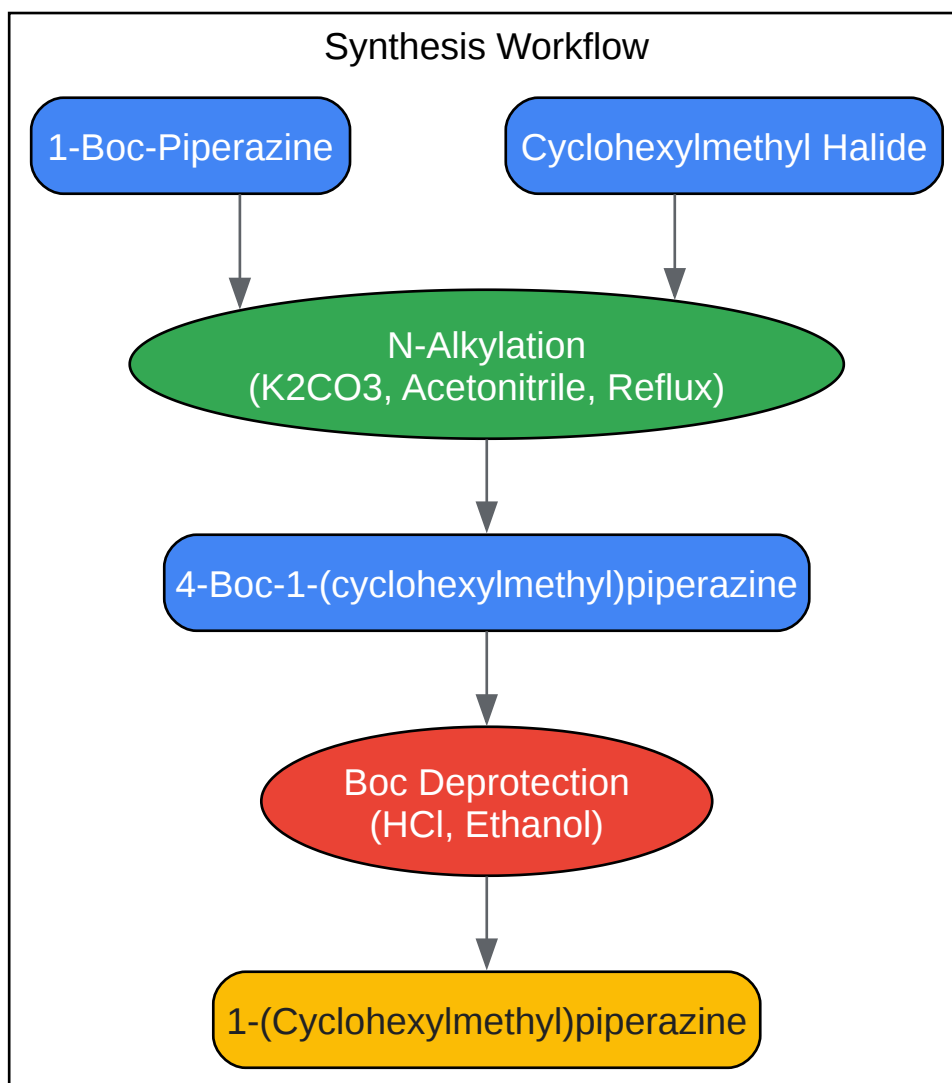 Synthesis Workflow
1-Boc-Piperazine
Cyclohexylmethyl Halide
N-Alkylation
(K2CO3, Acetonitrile, Reflux)
4-Boc-1-(cyclohexylmethyl)piperazine
Boc Deprotection
(HCl, Ethanol)
1-(Cyclohexylmethyl)piperazine